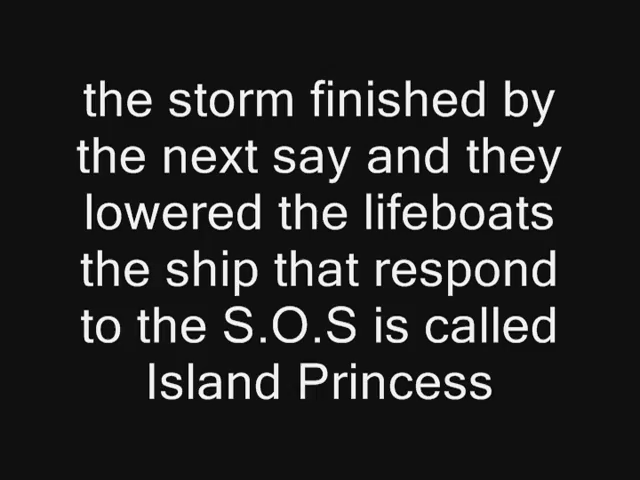 the storm finished by
the next say and they
lowered the lifeboats
the ship that respond
to the S.O.S is called
Island Princess